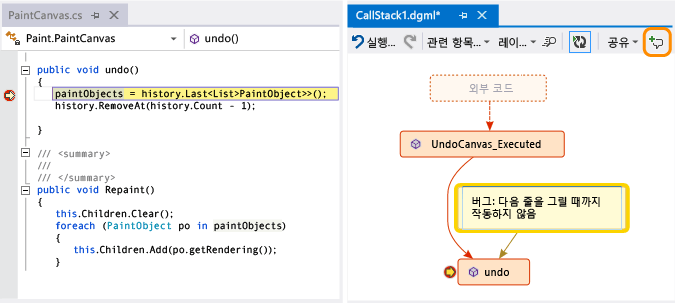 PaintCanvas.cs
Paint.PaintCanvas
undo()
public void undo()
{
paintObjects = history.Last<List>PaintObject>>();
history.RemoveAt(history.Count - 1);
}
/// <summary>
///
/// </summary>
public void Repaint()
{
this.Children.Clear();
foreach (PaintObject po in paintObjects)
{
this.Children.Add(po.getRendering());
}
CallStack1.dgml*
실행...
관련 항목...
레이...
공유
외부 코드
UndoCanvas_Executed
버그: 다음 줄을 그릴 때까지
작동하지 않음
undo